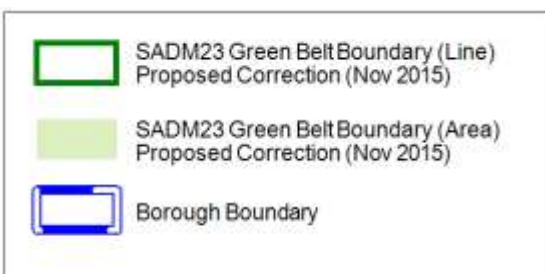 SADM23 Green Belt Boundary (Line)
Proposed Correction (Nov 2015)
SADM23 Green Belt Boundary (Area)
Proposed Correction (Nov 2015)
Borough Boundary